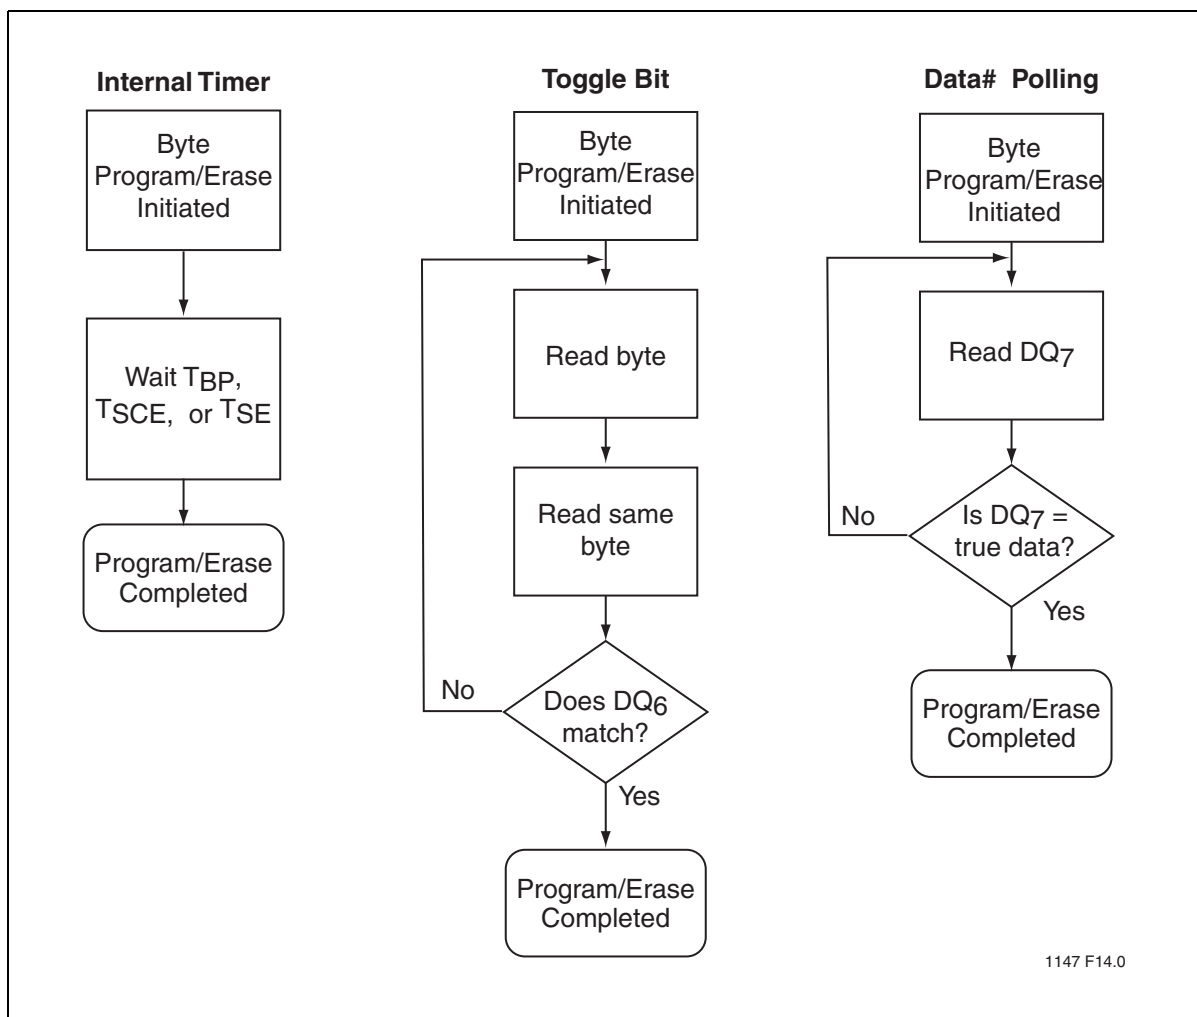 Internal Timer
Byte
Program/Erase
Initiated
Wait TBP,
TSCE, or TSE
Program/Erase
Completed
Toggle Bit
Byte
Program/Erase
Initiated
Read byte
Read same
byte
No
Does DQ6
match?
Yes
Program/Erase
Completed
Data# Polling
Byte
Program/Erase
Initiated
Read DQ7
No
Is DQ7 =
true data?
Yes
Program/Erase
Completed
1147 F14.0